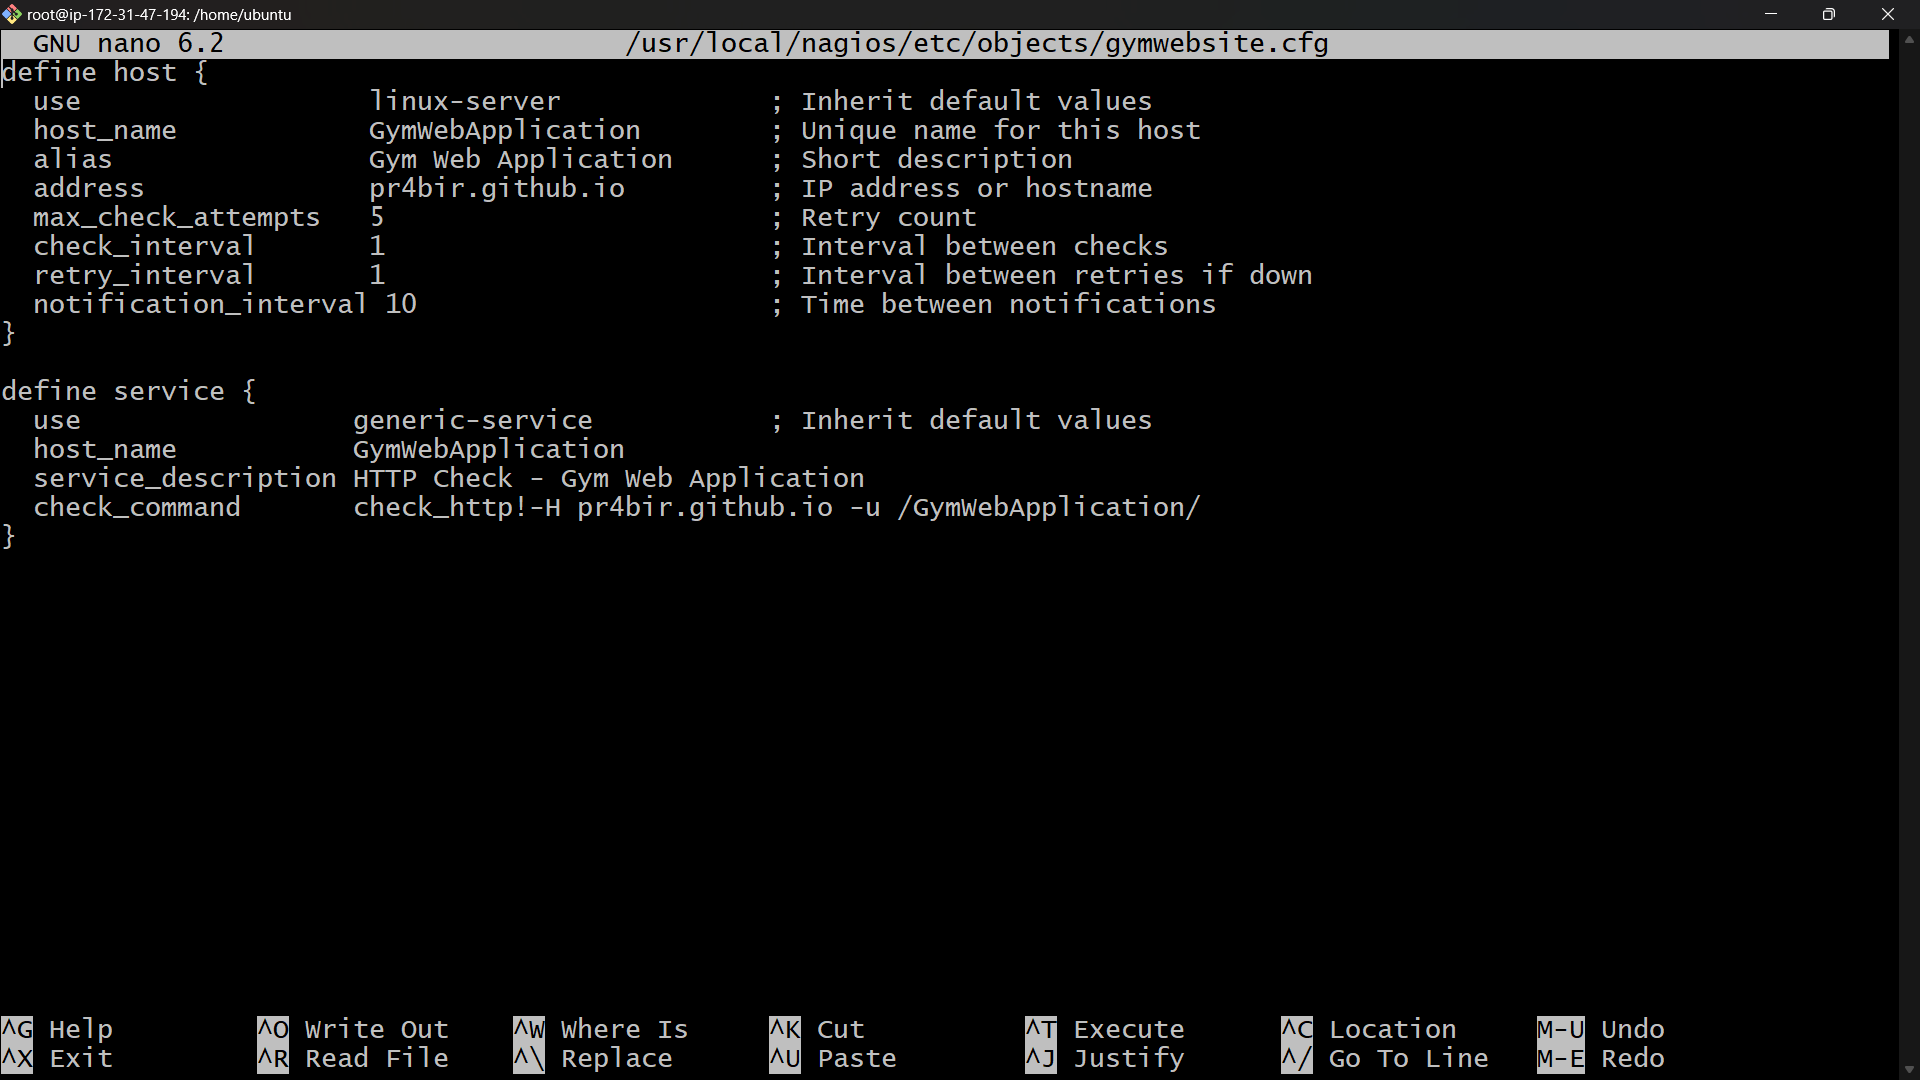 root@ip-172-31-47-194: /home/ubuntu
GNU nano 6.2 /usr/local/nagios/etc/objects/gymwebsite.cfg
define host {
  use                  linux-server             ; Inherit default values
  host_name            GymWebApplication        ; Unique name for this host
  alias                Gym Web Application      ; Short description
  address              pr4bir.github.io         ; IP address or hostname
  max_check_attempts   5                        ; Retry count
  check_interval       1                        ; Interval between checks
  retry_interval       1                        ; Interval between retries if down
  notification_interval 10                      ; Time between notifications
}
define service {
  use                 generic-service           ; Inherit default values
  host_name           GymWebApplication
  service_description HTTP Check - Gym Web Application
  check_command       check_http!-H pr4bir.github.io -u /GymWebApplication/
}
^G Help ^O Write Out ^W Where Is ^K Cut ^T Execute ^C Location M-U Undo
^X Exit ^R Read File ^\ Replace ^U Paste ^J Justify ^/ Go To Line M-E Redo